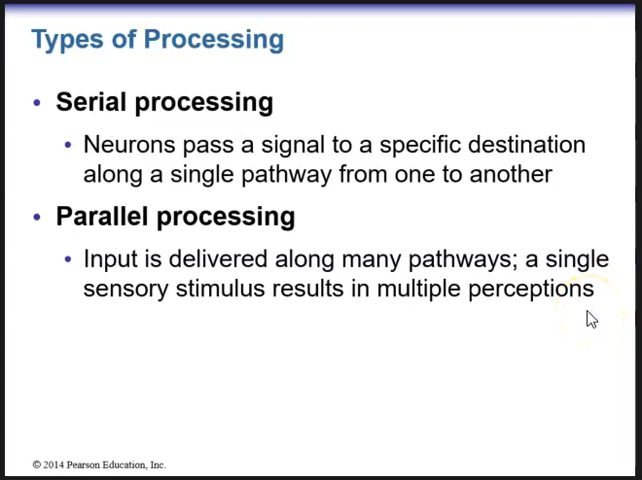 Types of Processing
• Serial processing
• Neurons pass a signal to a specific destination
along a single pathway from one to another
• Parallel processing
• Input is delivered along many pathways; a single
sensory stimulus results in multiple perceptions
© 2014 Pearson Education, Inc.